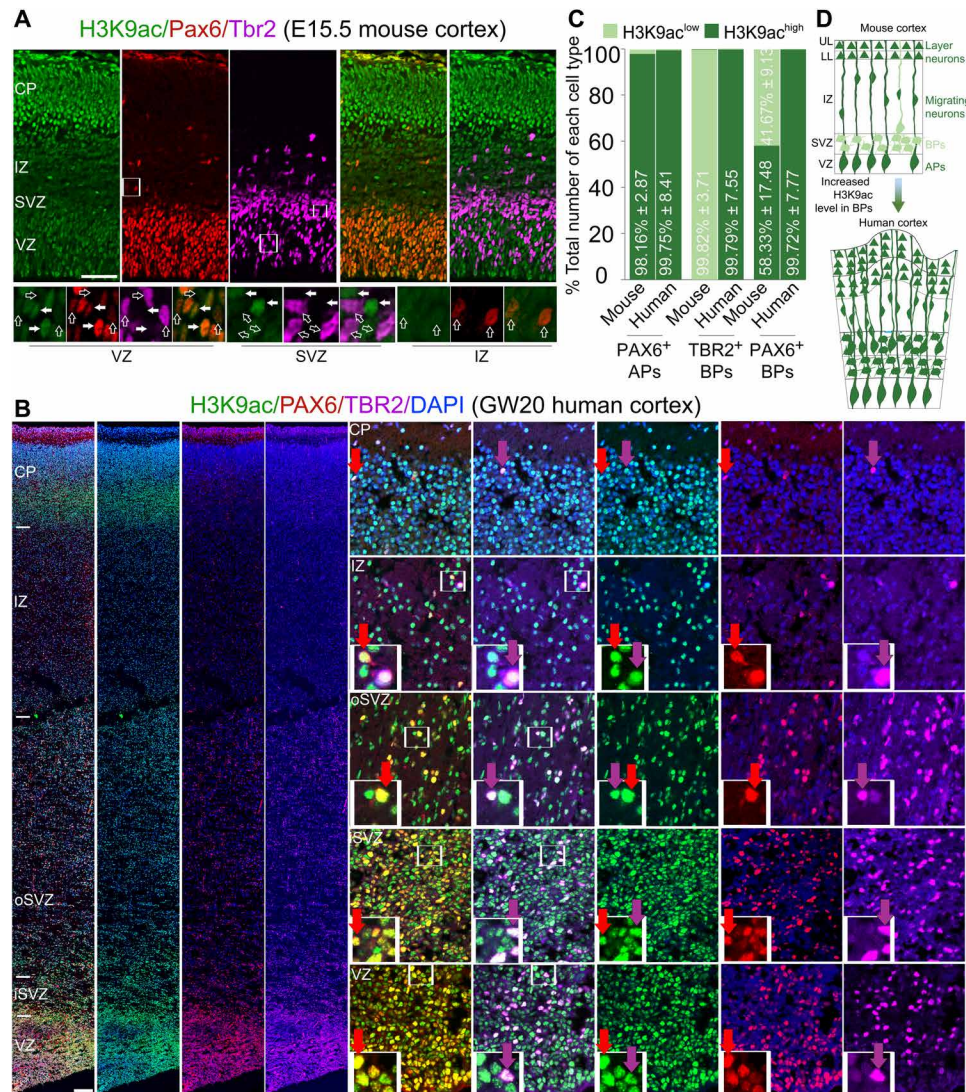 A
H3K9ac/Pax6/Tbr2 (E15.5 mouse cortex)
CP
IZ
SVZ
VZ
VZ
SVZ
IZ
C
H3K9ac^low
H3K9ac^high
% Total number of each cell type
100
80
60
40
20
0
98.16% ± 2.87
99.75% ± 8.41
99.82% ± 3.71
99.79% ± 7.55
58.33% ± 17.48
41.67% ± 9.13
99.72% ± 7.77
Mouse
Human
Mouse
Human
Mouse
Human
PAX6+
APs
TBR2+
BPs
PAX6+
BPs
D
Mouse cortex
UL
LL
IZ
SVZ
VZ
Layer
neurons
Migrating
neurons
BPs
APs
Increased
H3K9ac
level in BPs
Human cortex
B
H3K9ac/PAX6/TBR2/DAPI (GW20 human cortex)
CP
IZ
oSVZ
iSVZ
VZ
CP
IZ
oSVZ
iSVZ
VZ